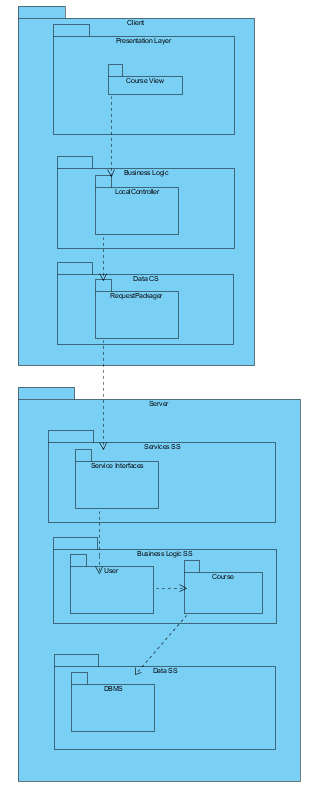 Client
Presentation Layer
Course View
Business Logic
LocalController
Data CS
RequestPackager
Server
Services SS
Service Interfaces
Business Logic SS
User
Course
Data SS
DBMS